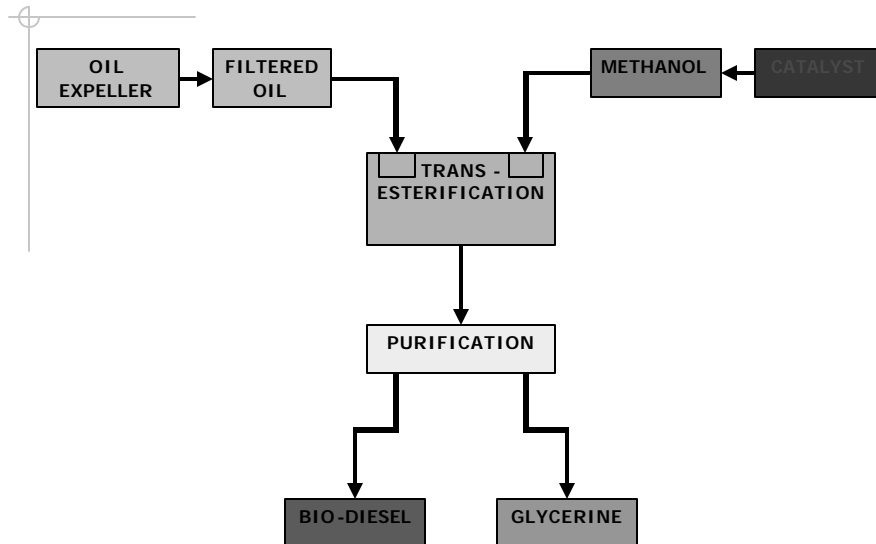 OIL
EXPELLER
FILTERED
OIL
METHANOL
CATALYST
TRANS -
ESTERIFICATION
PURIFICATION
BIO-DIESEL
GLYCERINE